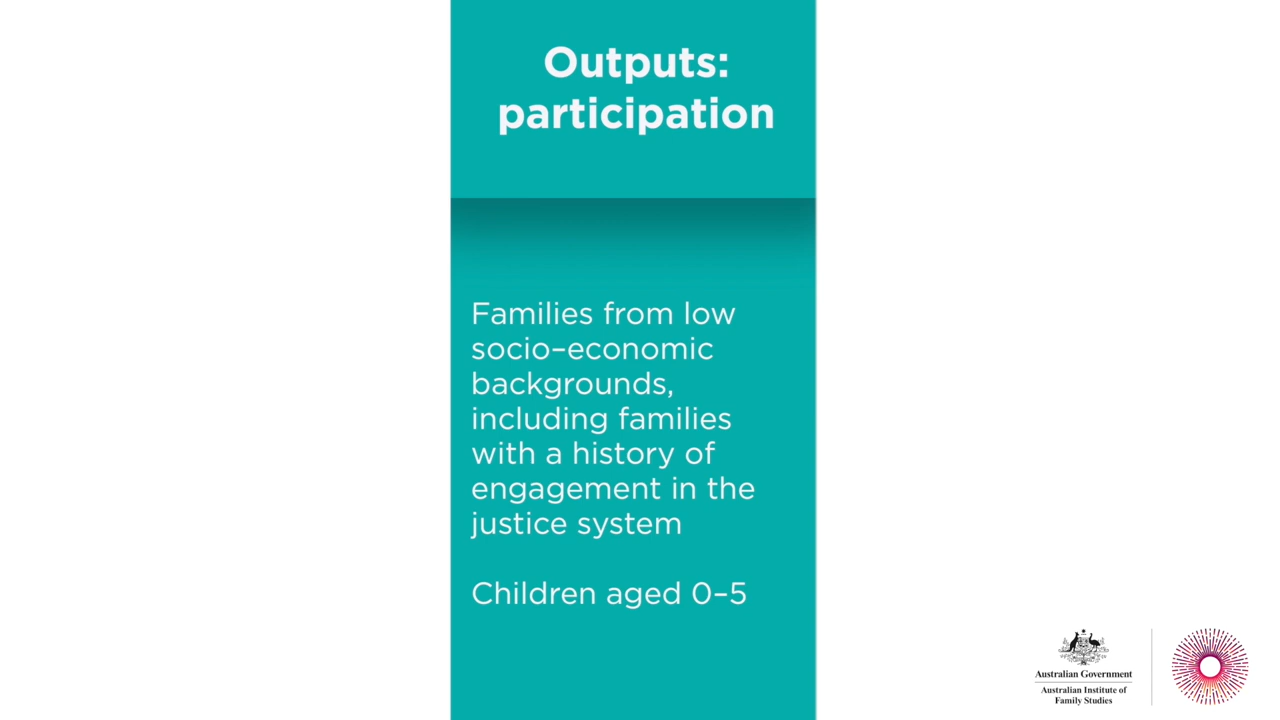 Outputs:
participation
Families from low
socio–economic
backgrounds,
including families
with a history of
engagement in the
justice system
Children aged 0–5
Australian Government
Australian Institute of
Family Studies